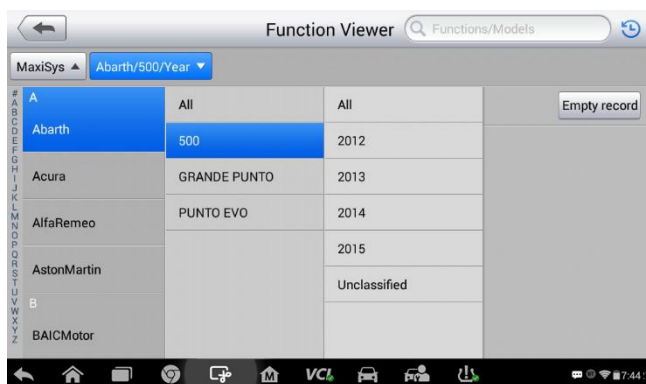 Function Viewer
Functions/Models
MaxiSys ▲
Abarth/500/Year ▼
#
A
B
C
D
E
F
G
H
I
J
K
L
M
N
O
P
Q
R
S
T
U
V
W
X
Y
Z
A
Abarth
Acura
AlfaRomeo
AstonMartin
B
BAICMotor
All
500
GRANDE PUNTO
PUNTO EVO
All
2012
2013
2014
2015
Unclassified
Empty record
M
VCI
7:44